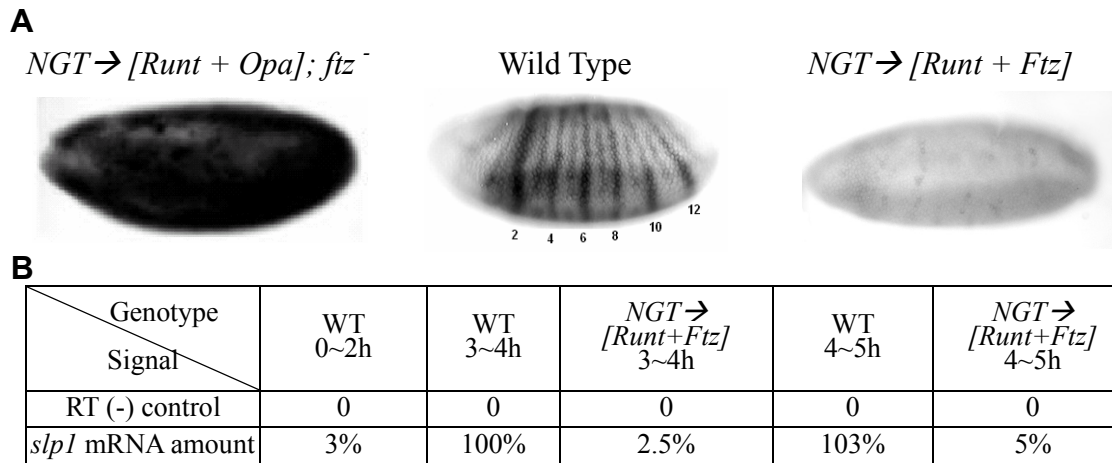 A
NGT→ [Runt + Opa]; ftz -
Wild Type
NGT→ [Runt + Ftz]
2 4 6 8 10 12
B
Genotype
Signal
WT
0~2h
WT
3~4h
NGT→
[Runt+Ftz]
3~4h
WT
4~5h
NGT→
[Runt+Ftz]
4~5h
RT (-) control
0 0 0 0 0
slp1 mRNA amount
3% 100% 2.5% 103% 5%